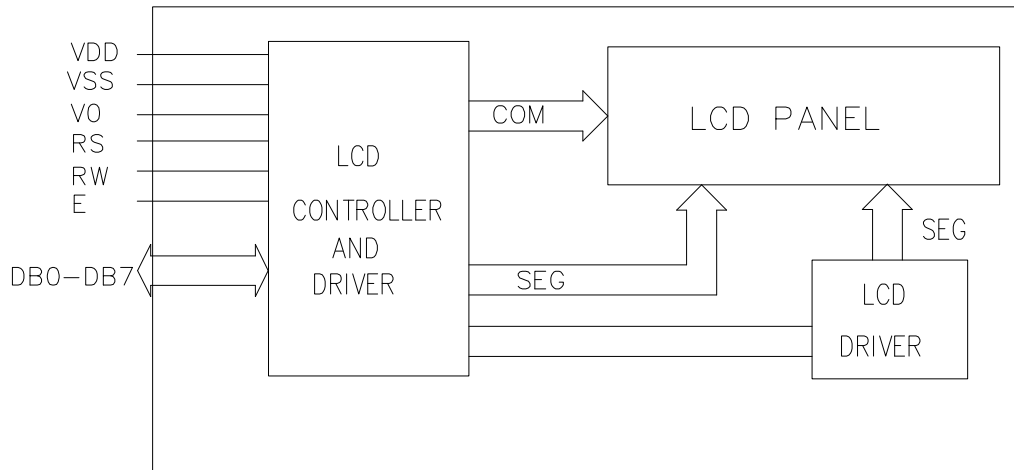 VDD
VSS
VO
RS
RW
E
DB0-DB7
LCD
CONTROLLER
AND
DRIVER
COM
SEG
LCD PANEL
SEG
LCD
DRIVER